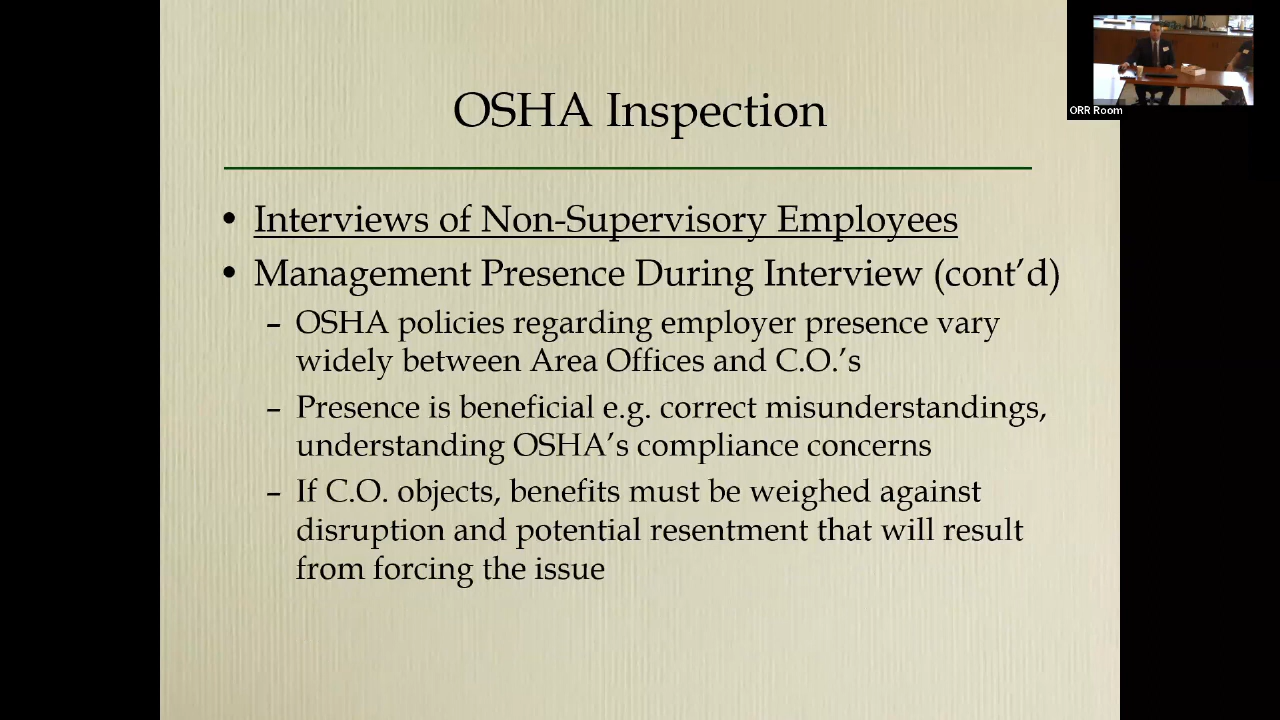 OSHA Inspection
ORR Room
• Interviews of Non-Supervisory Employees
• Management Presence During Interview (cont’d)
– OSHA policies regarding employer presence vary
widely between Area Offices and C.O.’s
– Presence is beneficial e.g. correct misunderstandings,
understanding OSHA’s compliance concerns
– If C.O. objects, benefits must be weighed against
disruption and potential resentment that will result
from forcing the issue